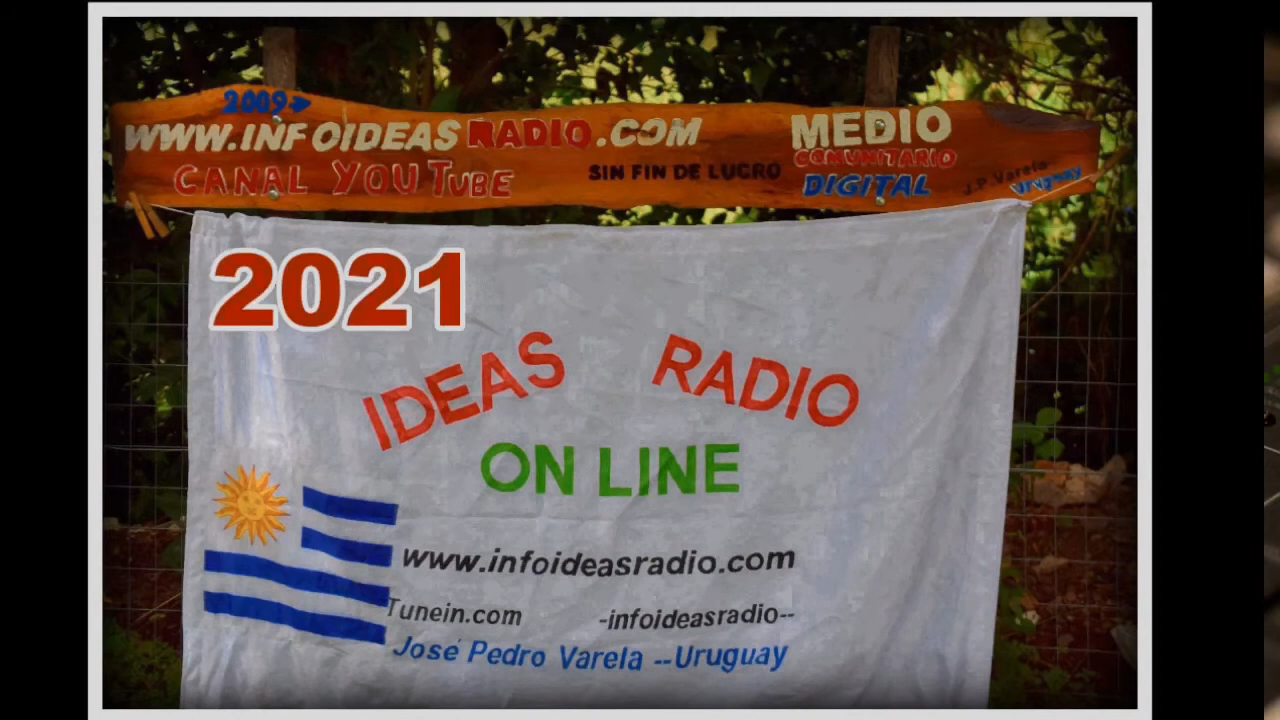 2009
WWW.INFOIDEASRADIO.COM
CANAL YOUTUBE
SIN FIN DE LUCRO
MEDIO
COMUNITARIO
DIGITAL
J.P. Varela
Uruguay
2021
IDEAS RADIO
ON LINE
www.infoideasradio.com
Tunein.com -infoideasradio--
José Pedro Varela --Uruguay